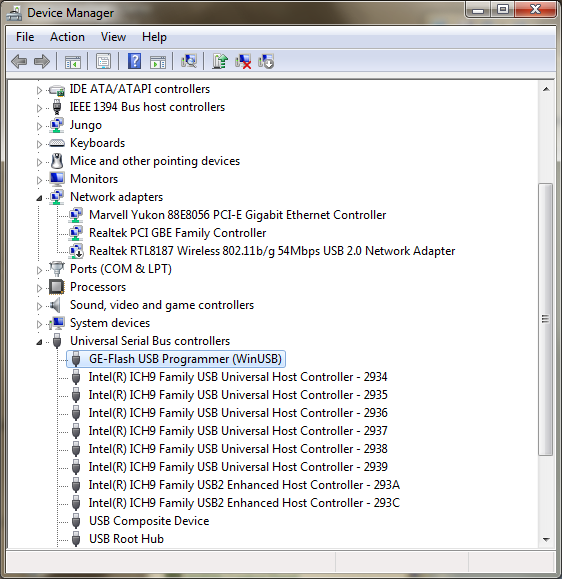 Device Manager
File Action View Help
IDE ATA/ATAPI controllers
IEEE 1394 Bus host controllers
Jungo
Keyboards
Mice and other pointing devices
Monitors
Network adapters
Marvell Yukon 88E8056 PCI-E Gigabit Ethernet Controller
Realtek PCI GBE Family Controller
Realtek RTL8187 Wireless 802.11b/g 54Mbps USB 2.0 Network Adapter
Ports (COM & LPT)
Processors
Sound, video and game controllers
System devices
Universal Serial Bus controllers
GE-Flash USB Programmer (WinUSB)
Intel(R) ICH9 Family USB Universal Host Controller - 2934
Intel(R) ICH9 Family USB Universal Host Controller - 2935
Intel(R) ICH9 Family USB Universal Host Controller - 2936
Intel(R) ICH9 Family USB Universal Host Controller - 2937
Intel(R) ICH9 Family USB Universal Host Controller - 2938
Intel(R) ICH9 Family USB Universal Host Controller - 2939
Intel(R) ICH9 Family USB2 Enhanced Host Controller - 293A
Intel(R) ICH9 Family USB2 Enhanced Host Controller - 293C
USB Composite Device
USB Root Hub